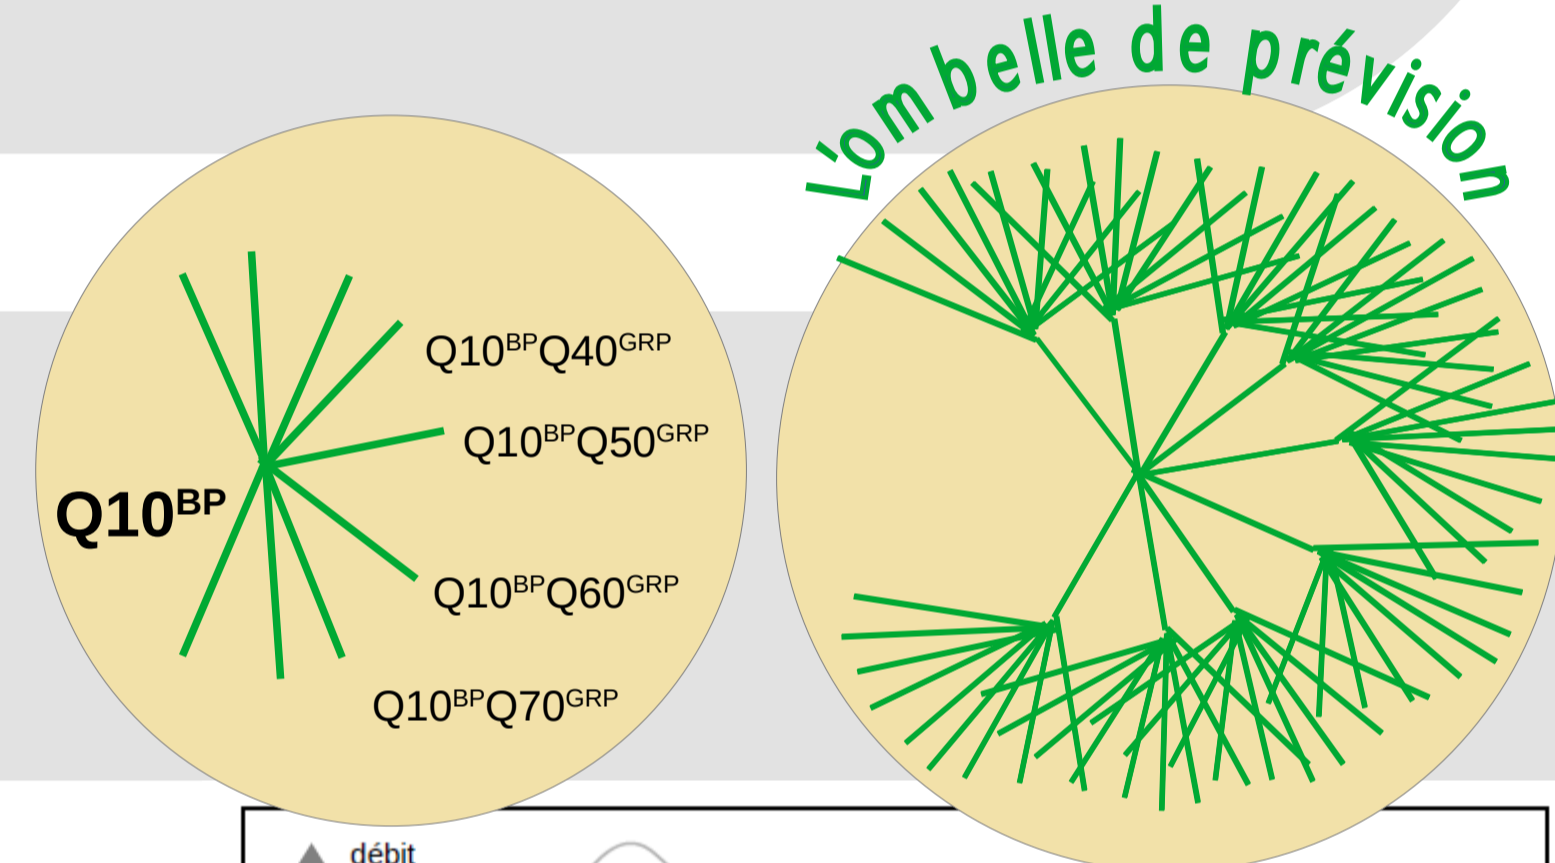 L'ombelle de prévision
Q10ᴮᴾQ40ᴳᴿᴾ
Q10ᴮᴾQ50ᴳᴿᴾ
Q10ᴮᴾ
Q10ᴮᴾQ60ᴳᴿᴾ
Q10ᴮᴾQ70ᴳᴿᴾ
débit